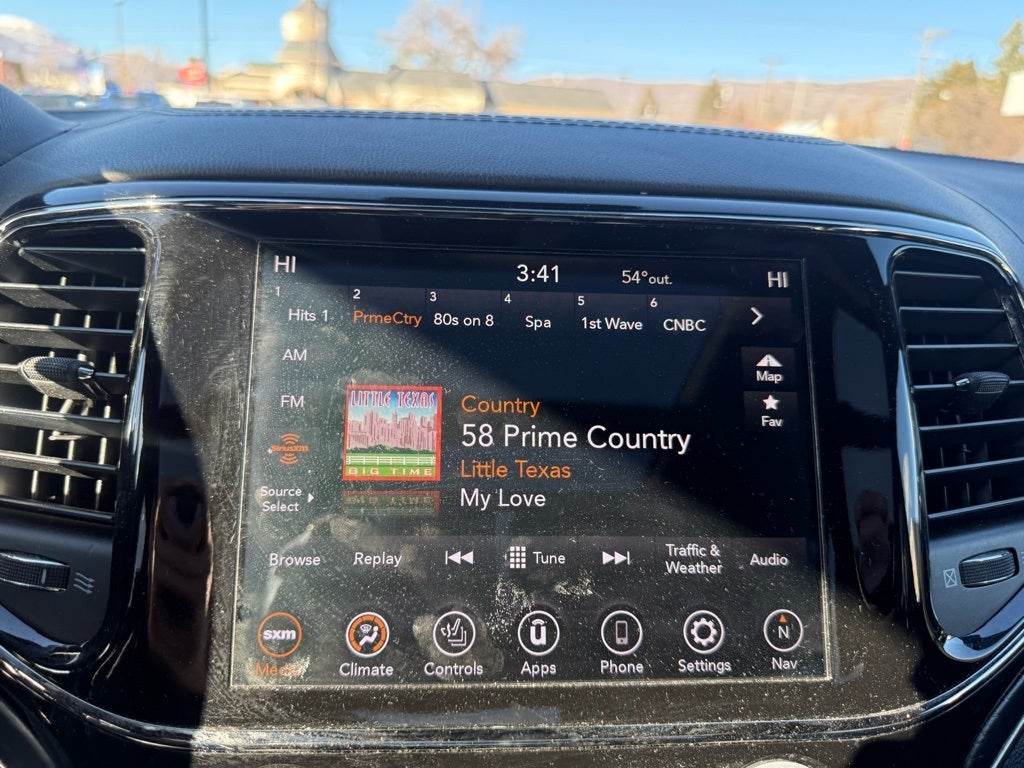 HI 3:41 54° out. HI
1 2 3 4 5 6
Hits 1 PrmeCtry 80s on 8 Spa 1st Wave CNBC
AM
Map
FM
Fav
LITTLE TEXAS
BIG TIME
Country
58 Prime Country
Little Texas
My Love
siriusxm
Source
Select
Browse Replay Tune Traffic &
Weather Audio
sxm
N
Media Climate Controls Apps Phone Settings Nav